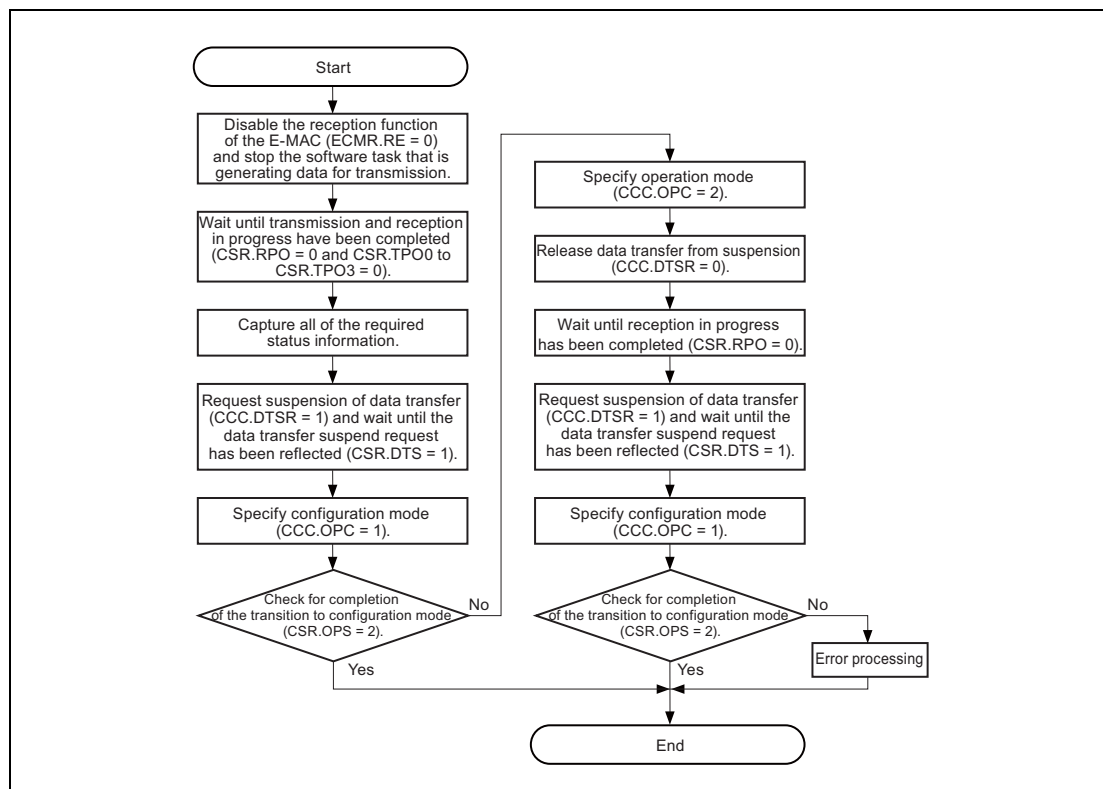 Start
Disable the reception function
of the E-MAC (ECMR.RE = 0)
and stop the software task that is
generating data for transmission.
Wait until transmission and reception
in progress have been completed
(CSR.RPO = 0 and CSR.TPO0 to
CSR.TPO3 = 0).
Capture all of the required
status information.
Request suspension of data transfer
(CCC.DTSR = 1) and wait until the
data transfer suspend request
has been reflected (CSR.DTS = 1).
Specify configuration mode
(CCC.OPC = 1).
Check for completion
of the transition to configuration mode
(CSR.OPS = 2).
No
Yes
Specify operation mode
(CCC.OPC = 2).
Release data transfer from suspension
(CCC.DTSR = 0).
Wait until reception in progress
has been completed (CSR.RPO = 0).
Request suspension of data transfer
(CCC.DTSR = 1) and wait until the
data transfer suspend request
has been reflected (CSR.DTS = 1).
Specify configuration mode
(CCC.OPC = 1).
Check for completion
of the transition to configuration mode
(CSR.OPS = 2).
No
Error processing
Yes
End